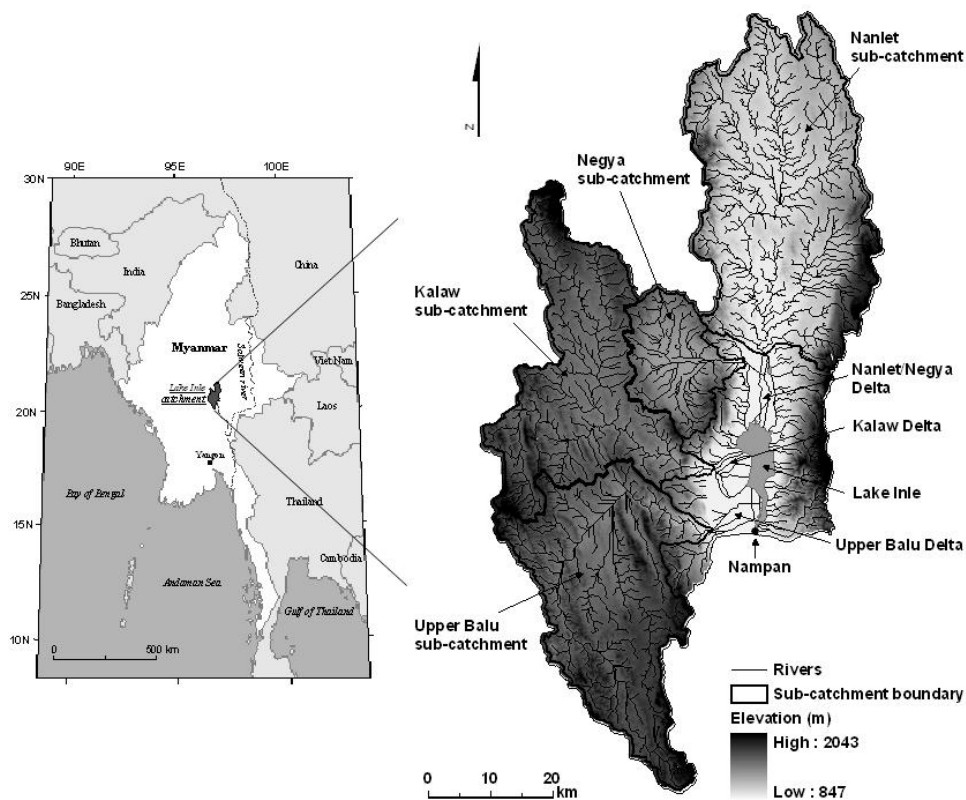 90E
95E
100E
30N
25N
20N
15N
10N
Bhutan
India
China
Bangladesh
Myanmar
Salween river
Viet Nam
Lake Inle
catchment
Laos
Yangon
Bay of Bengal
Thailand
Cambodia
Andaman Sea
Gulf of Thailand
0 500 km
N
Nanlet
sub-catchment
Negya
sub-catchment
Kalaw
sub-catchment
Nanlet/Negya
Delta
Kalaw Delta
Lake Inle
Upper Balu Delta
Nampan
Upper Balu
sub-catchment
Rivers
Sub-catchment boundary
Elevation (m)
High : 2043
Low : 847
0 10 20
km